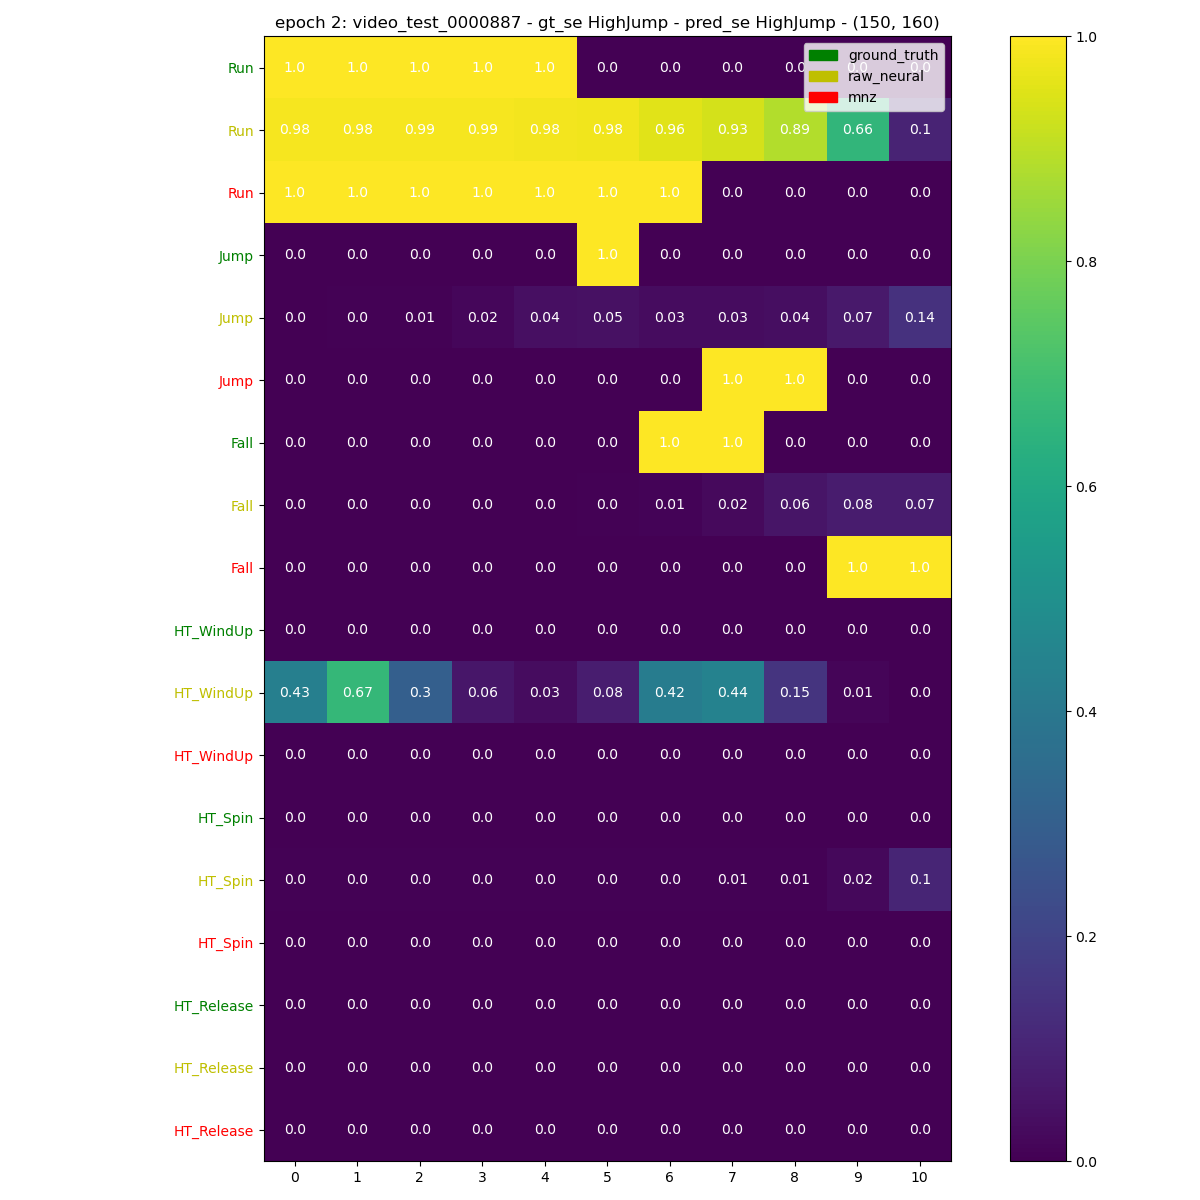 epoch 2: video_test_0000887 - gt_se HighJump - pred_se HighJump - (150, 160)
ground_truth
raw_neural
mnz
Run 1.0 1.0 1.0 1.0 1.0 0.0 0.0 0.0 0.0 0.0 0.0
Run 0.98 0.98 0.99 0.99 0.98 0.98 0.96 0.93 0.89 0.66 0.1
Run 1.0 1.0 1.0 1.0 1.0 1.0 1.0 0.0 0.0 0.0 0.0
Jump 0.0 0.0 0.0 0.0 0.0 1.0 0.0 0.0 0.0 0.0 0.0
Jump 0.0 0.0 0.01 0.02 0.04 0.05 0.03 0.03 0.04 0.07 0.14
Jump 0.0 0.0 0.0 0.0 0.0 0.0 0.0 1.0 1.0 0.0 0.0
Fall 0.0 0.0 0.0 0.0 0.0 0.0 1.0 1.0 0.0 0.0 0.0
Fall 0.0 0.0 0.0 0.0 0.0 0.0 0.01 0.02 0.06 0.08 0.07
Fall 0.0 0.0 0.0 0.0 0.0 0.0 0.0 0.0 0.0 1.0 1.0
HT_WindUp 0.0 0.0 0.0 0.0 0.0 0.0 0.0 0.0 0.0 0.0 0.0
HT_WindUp 0.43 0.67 0.3 0.06 0.03 0.08 0.42 0.44 0.15 0.01 0.0
HT_WindUp 0.0 0.0 0.0 0.0 0.0 0.0 0.0 0.0 0.0 0.0 0.0
HT_Spin 0.0 0.0 0.0 0.0 0.0 0.0 0.0 0.0 0.0 0.0 0.0
HT_Spin 0.0 0.0 0.0 0.0 0.0 0.0 0.0 0.01 0.01 0.02 0.1
HT_Spin 0.0 0.0 0.0 0.0 0.0 0.0 0.0 0.0 0.0 0.0 0.0
HT_Release 0.0 0.0 0.0 0.0 0.0 0.0 0.0 0.0 0.0 0.0 0.0
HT_Release 0.0 0.0 0.0 0.0 0.0 0.0 0.0 0.0 0.0 0.0 0.0
HT_Release 0.0 0.0 0.0 0.0 0.0 0.0 0.0 0.0 0.0 0.0 0.0
0 1 2 3 4 5 6 7 8 9 10
1.0
0.8
0.6
0.4
0.2
0.0